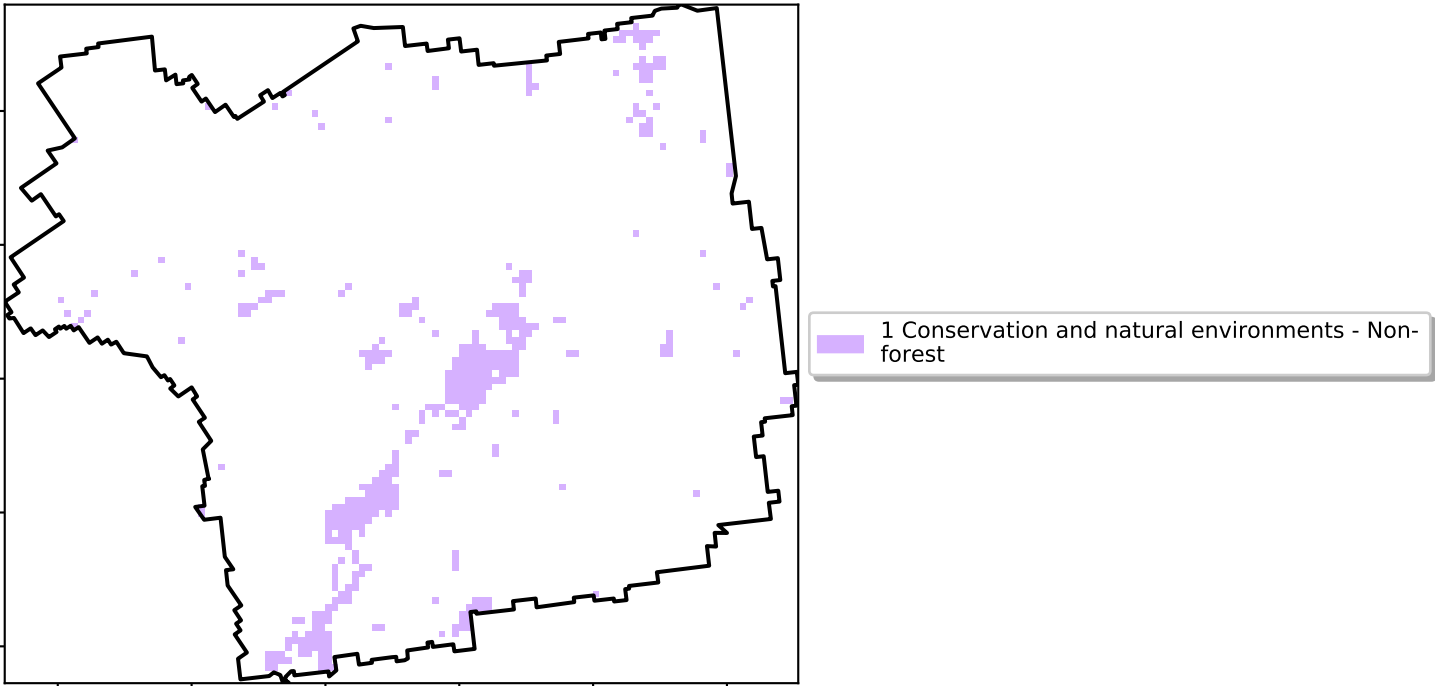 1 Conservation and natural environments - Non-
forest